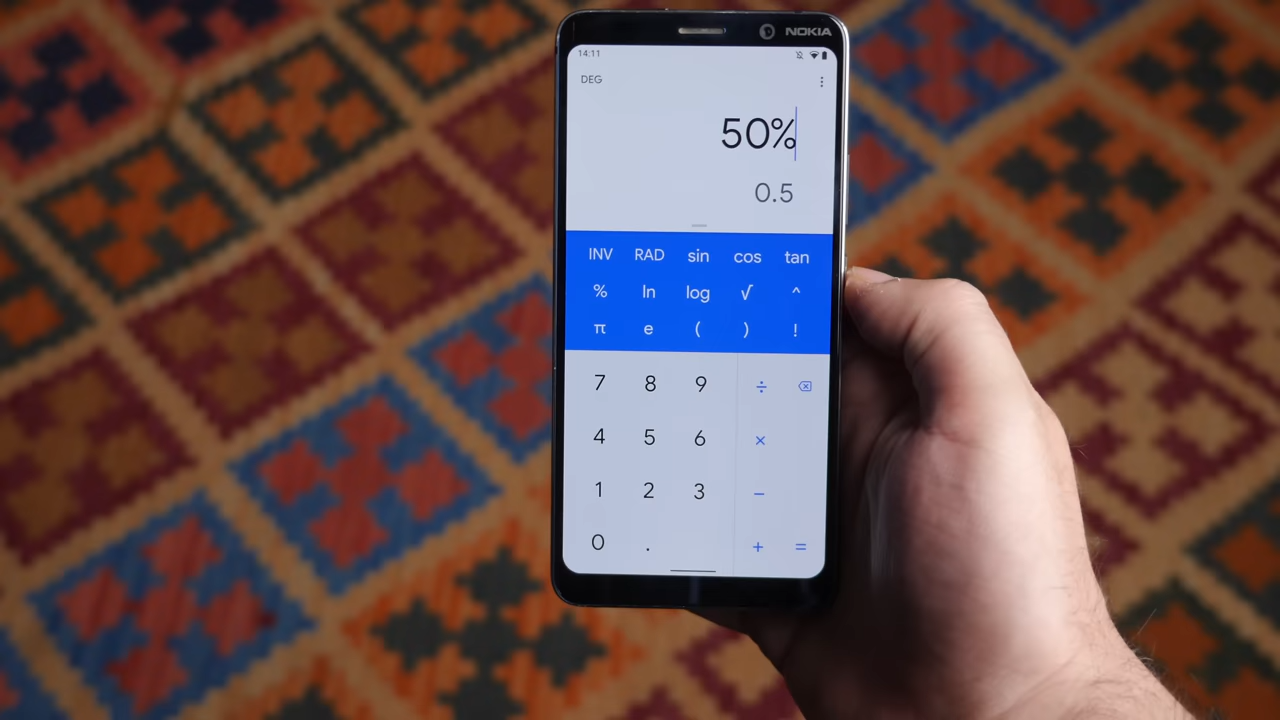 NOKIA
14:11
DEG
50%
0.5
INV RAD sin cos tan
% ln log √ ^
π e ( ) !
7 8 9 ÷
4 5 6 ×
1 2 3 −
0 . + =